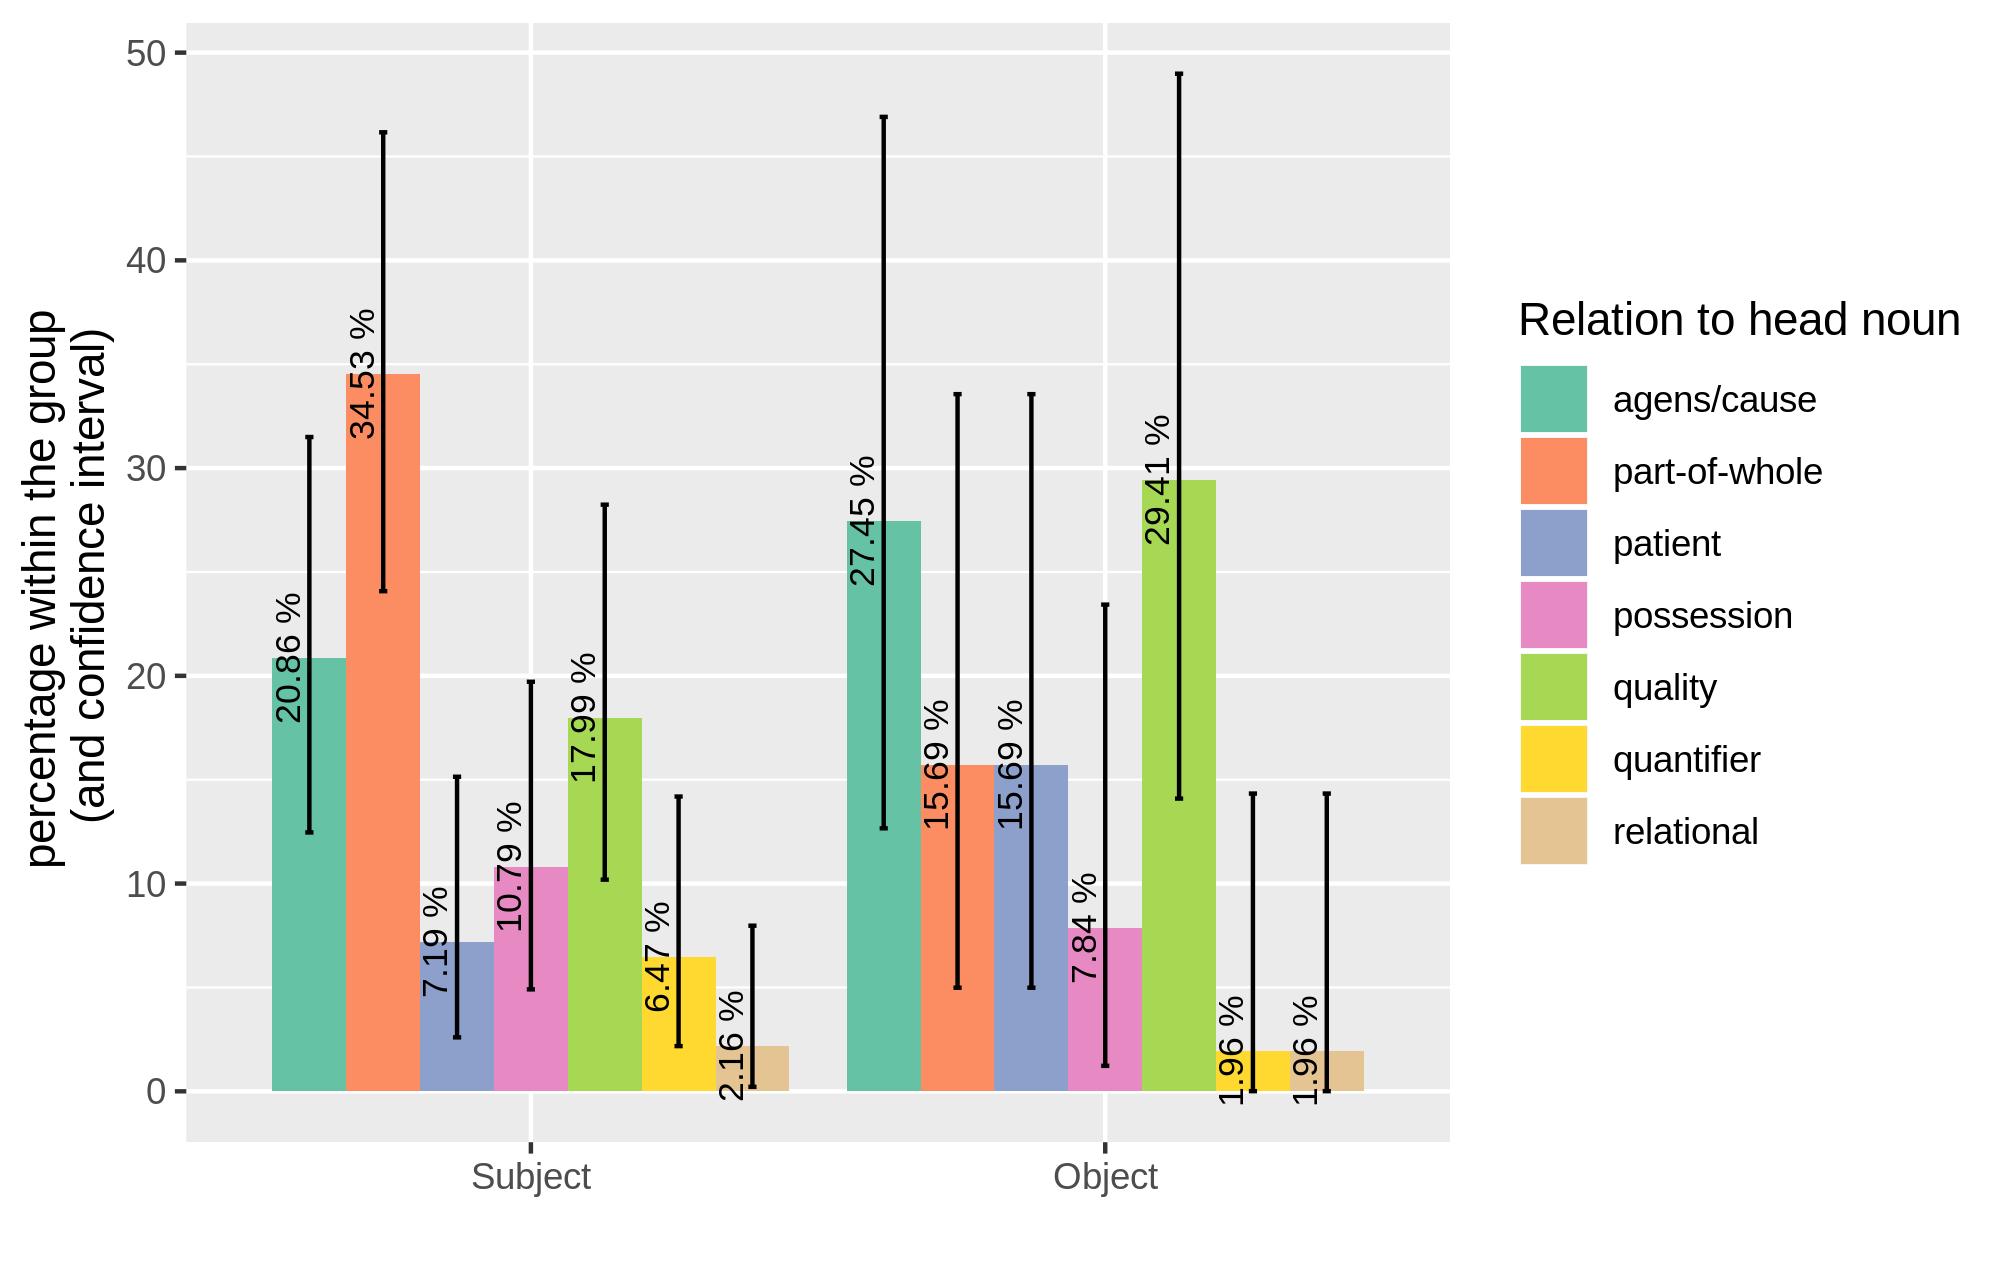 percentage within the group
(and confidence interval)
50
40
30
20
10
0
20.86 %
34.53 %
7.19 %
10.79 %
17.99 %
6.47 %
2.16 %
27.45 %
15.69 %
15.69 %
7.84 %
29.41 %
1.96 %
1.96 %
Subject
Object
Relation to head noun
agens/cause
part-of-whole
patient
possession
quality
quantifier
relational